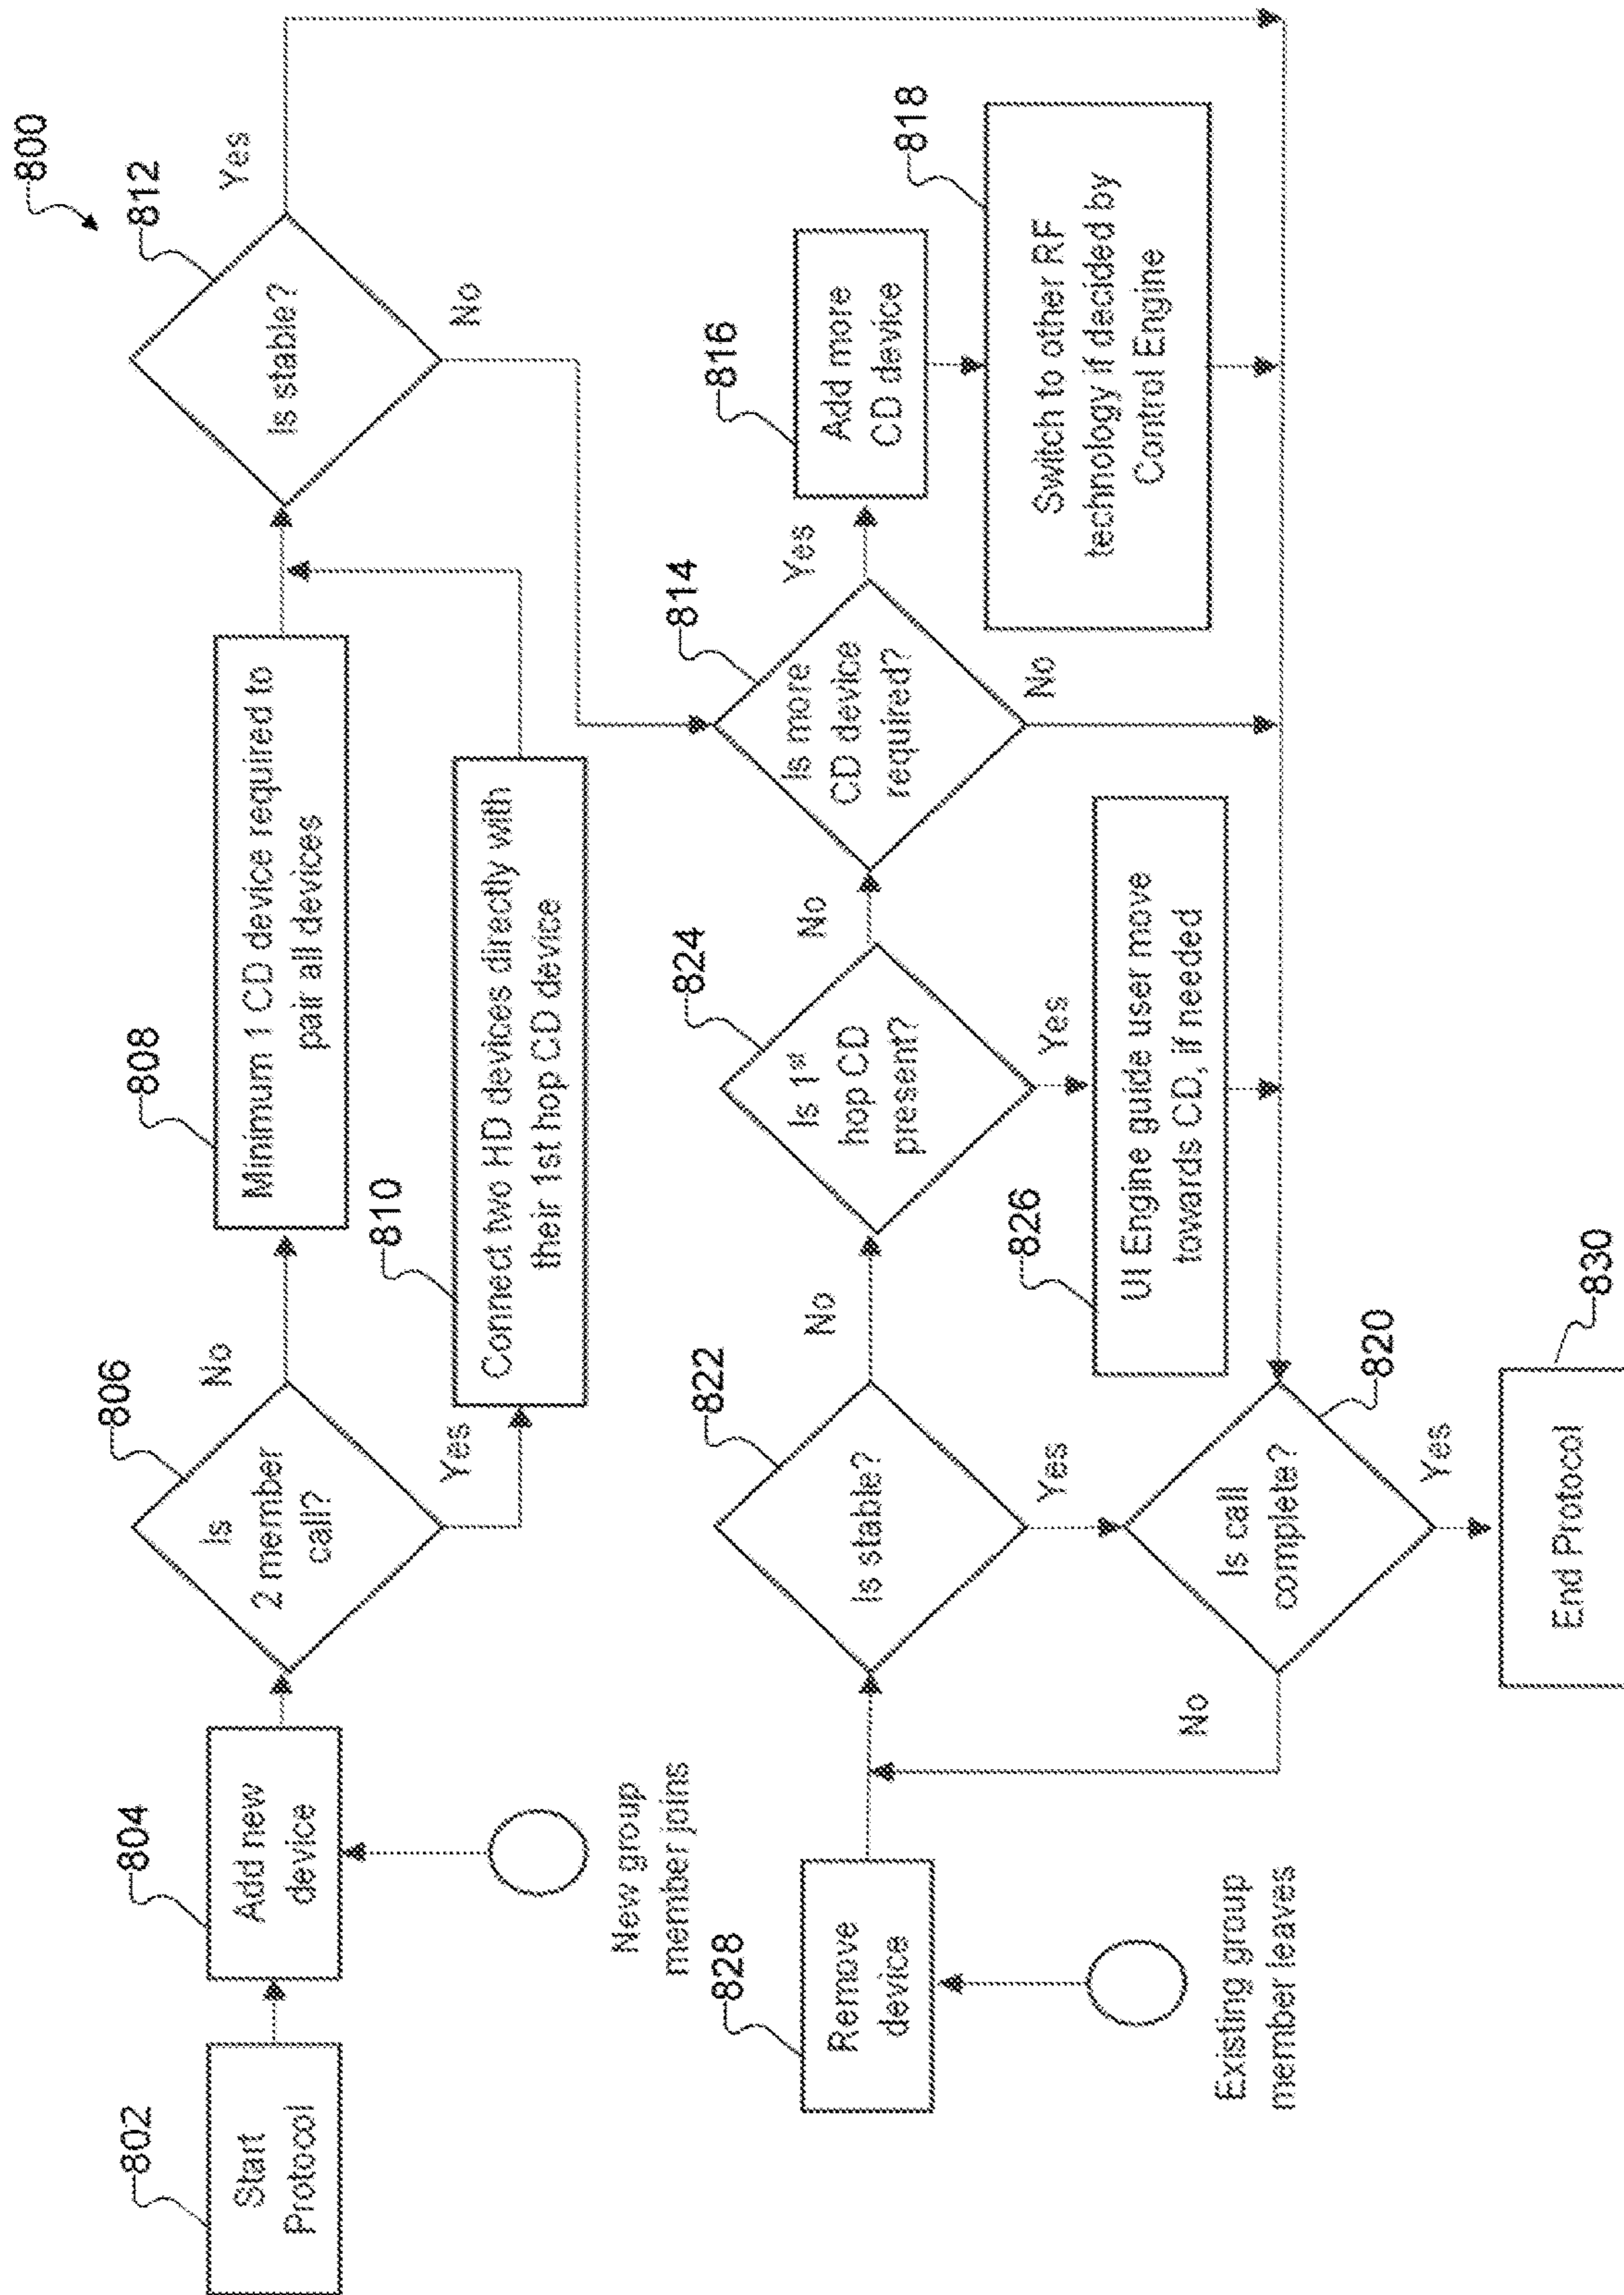 800
802
Start
Protocol
804
Add new
device
New group
member joins
806
Is
2 member
call?
No
Yes
808
Minimum 1 CD device required to
pair all devices
810
Connect two HD devices directly with
their 1st hop CD device
812
Is stable?
Yes
No
828
Remove
device
Existing group
member leaves
822
Is stable?
No
Yes
824
Is 1st
hop CD
present?
No
Yes
814
Is more
CD device
required?
Yes
No
816
Add more
CD device
818
Switch to other RF
technology if decided by
Control Engine
826
UI Engine guide user move
towards CD, if needed
820
Is call
complete?
No
Yes
830
End Protocol